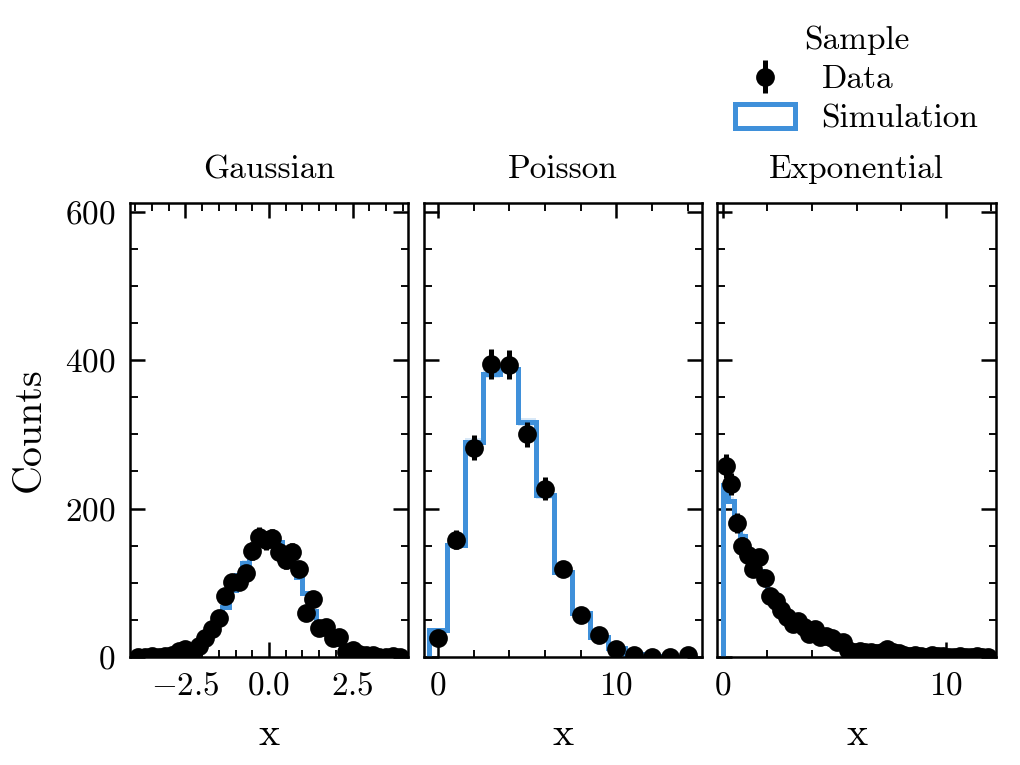 Sample
Data
Simulation
Gaussian Poisson Exponential
Counts
600
400
200
0
−2.5 0.0 2.5 0 10 0 10
x x x